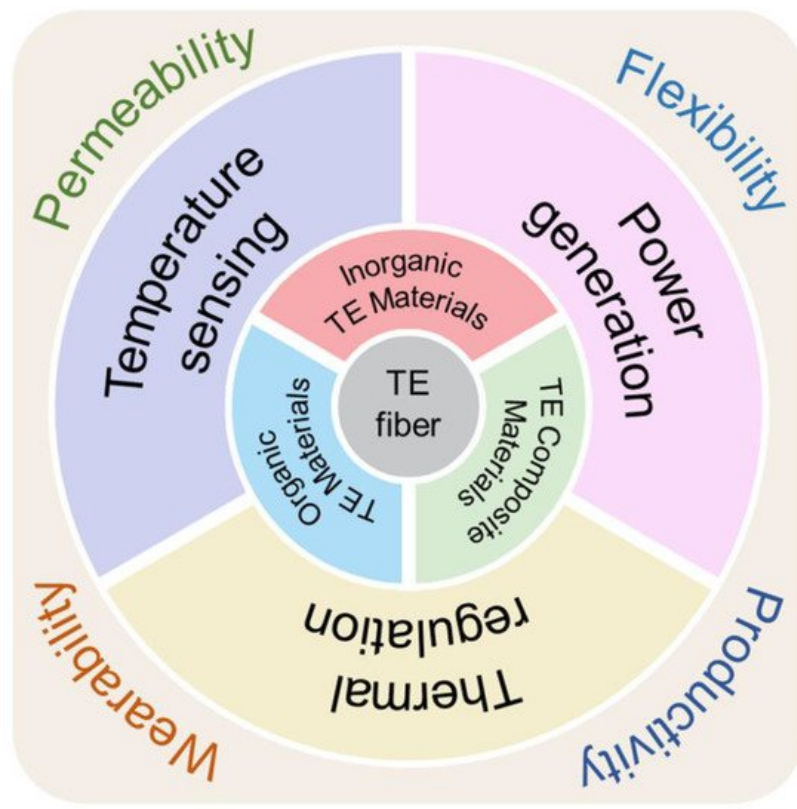 Permeability
Flexibility
Temperature
sensing
Power
generation
Inorganic
TE Materials
TE
fiber
Organic
TE Materials
TE Composite
Materials
Thermal
regulation
Wearability
Productivity